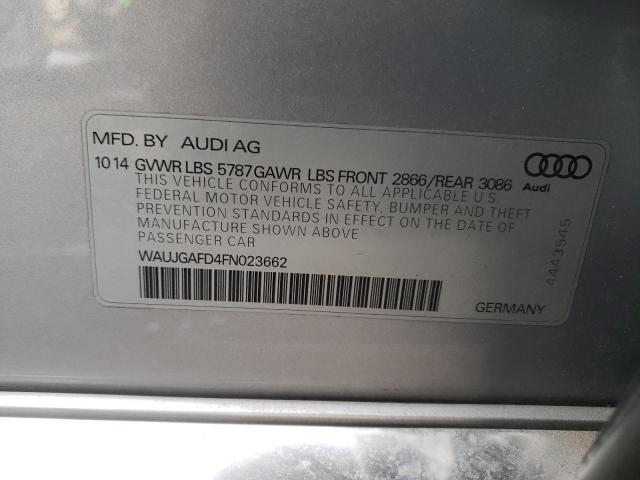 MFD. BY AUDI AG
10 14 GVWR LBS 5787 GAWR LBS FRONT 2866/REAR 3086
THIS VEHICLE CONFORMS TO ALL APPLICABLE U.S
FEDERAL MOTOR VEHICLE SAFETY, BUMPER AND THEFT
PREVENTION STANDARDS IN EFFECT ON THE DATE OF
MANUFACTURE SHOWN ABOVE
PASSENGER CAR
WAUJGAFD4FN023662
Audi
4443545
GERMANY